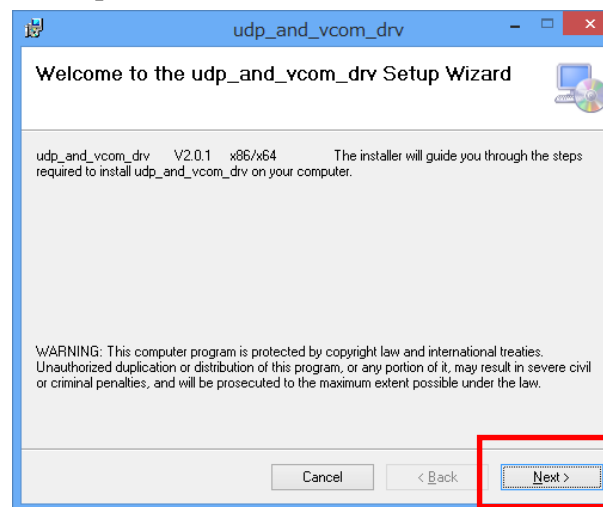 udp_and_vcom_drv
Welcome to the udp_and_vcom_drv Setup Wizard
udp_and_vcom_drv V2.0.1 x86/x64 The installer will guide you through the steps
required to install udp_and_vcom_drv on your computer.
WARNING: This computer program is protected by copyright law and international treaties.
Unauthorized duplication or distribution of this program, or any portion of it, may result in severe civil
or criminal penalties, and will be prosecuted to the maximum extent possible under the law.
Cancel < Back Next >